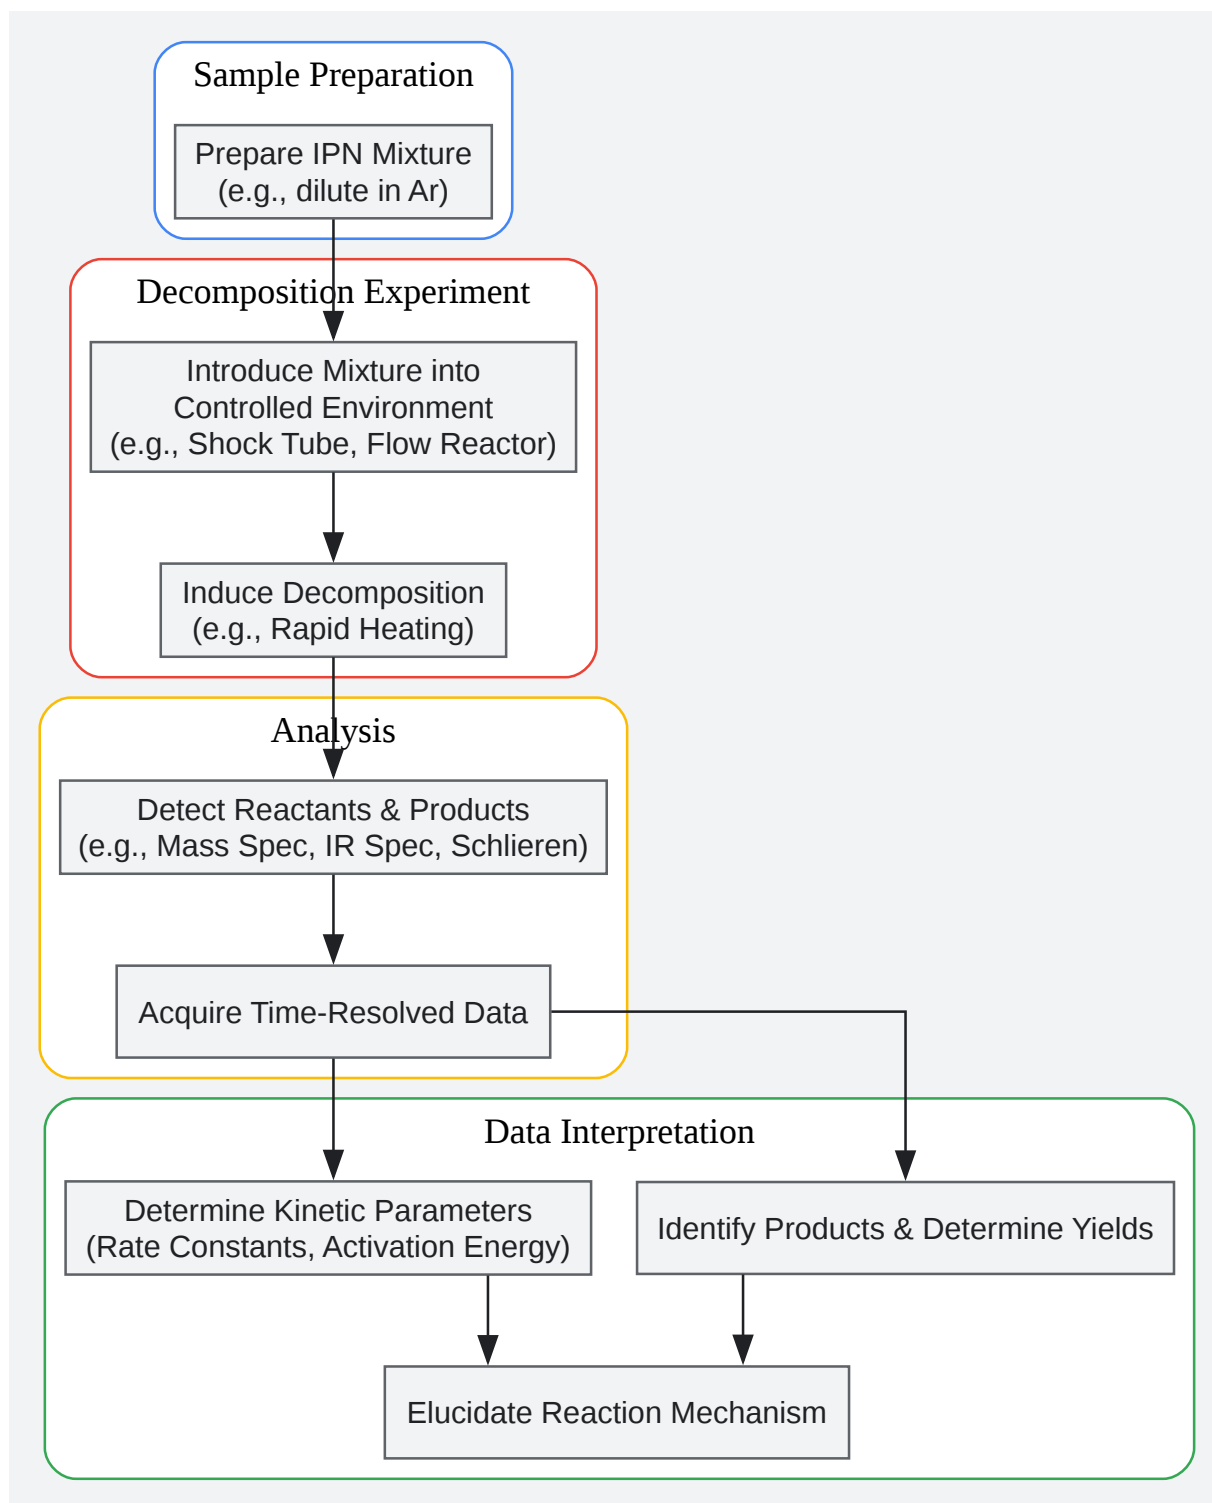 Sample Preparation
Prepare IPN Mixture
(e.g., dilute in Ar)
Decomposition Experiment
Introduce Mixture into
Controlled Environment
(e.g., Shock Tube, Flow Reactor)
Induce Decomposition
(e.g., Rapid Heating)
Analysis
Detect Reactants & Products
(e.g., Mass Spec, IR Spec, Schlieren)
Acquire Time-Resolved Data
Data Interpretation
Determine Kinetic Parameters
(Rate Constants, Activation Energy)
Identify Products & Determine Yields
Elucidate Reaction Mechanism